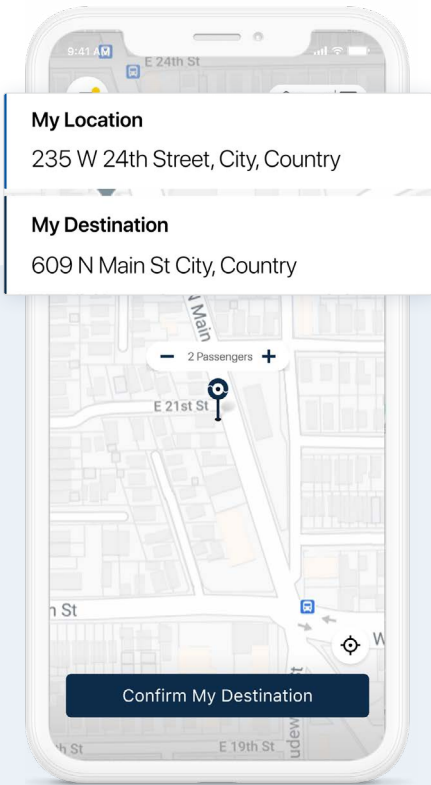 9:41 AM
E 24th St
My Location
235 W 24th Street, City, Country
My Destination
609 N Main St City, Country
N Main
2 Passengers
E 21st St
St
W
Confirm My Destination
E 19th St
St